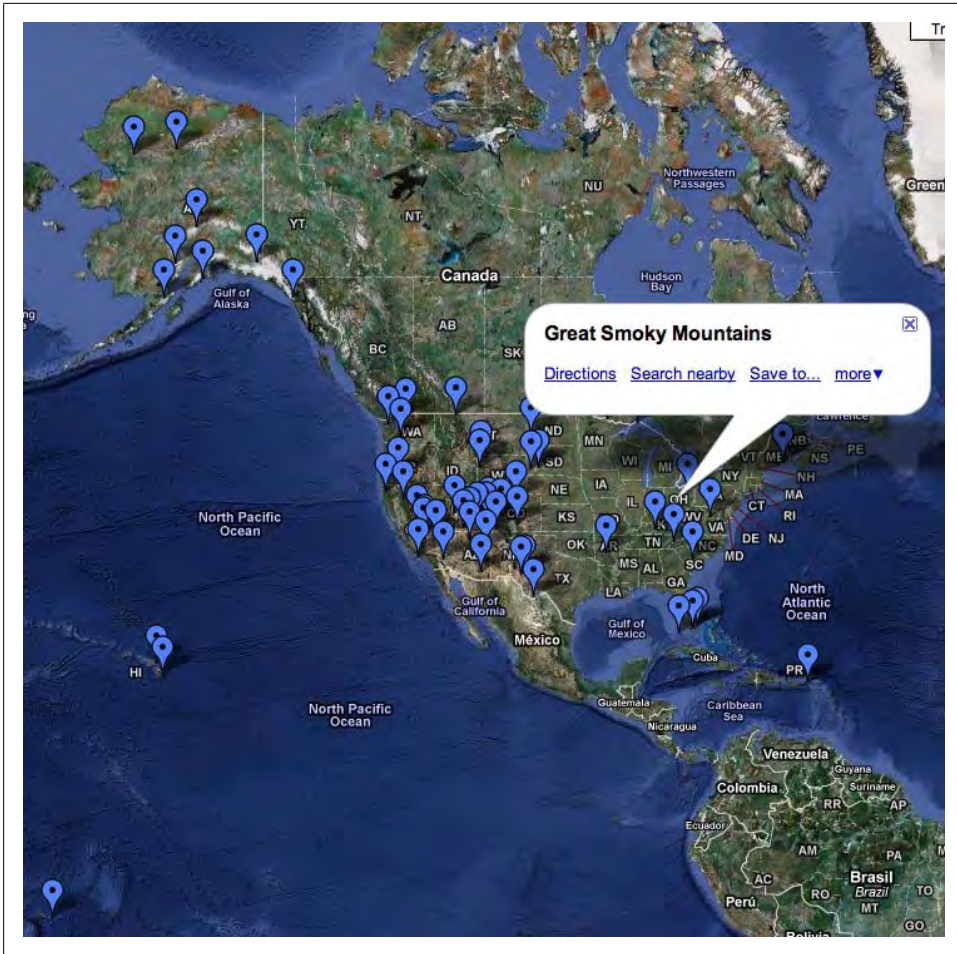 Tr
Northwestern
Passages
NU
Green
YT
NT
Canada
Hudson
Bay
Gulf of
Alaska
ng
AB
BC
SK
Great Smoky Mountains
Directions Search nearby Save to... more▼
Lawrence
WA
ND
MN
NB
PE
VT
ME
NS
WI
MI
NY
ID
SD
NH
IA
NE
IL
OH
MA
CT
RI
WV
VA
KS
CO
DE
NJ
North Pacific
Ocean
OK
AR
TN
NC
MD
AZ
MS
AL
SC
TX
GA
LA
North
Atlantic
Ocean
Gulf of
California
Gulf of
Mexico
México
Cuba
HI
PR
Guatemala
Caribbean
Sea
North Pacific
Ocean
Nicaragua
Venezuela
Guyana
Suriname
Colombia
RR
AP
Ecuador
AM
PA
AC
Brasil
Brazil
TO
Perú
RO
MT
GO
Bolivia